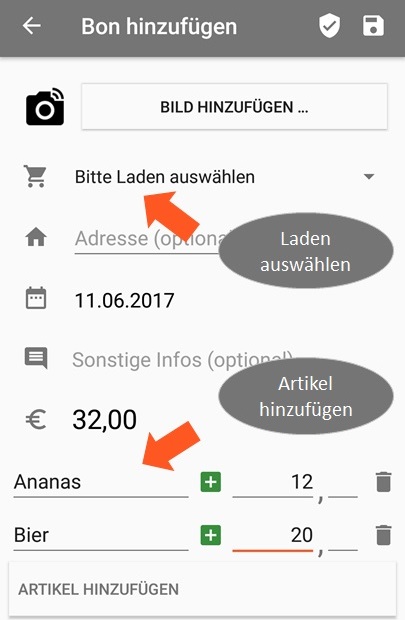 Bon hinzufügen
BILD HINZUFÜGEN ...
Bitte Laden auswählen
Adresse (optional
Laden
auswählen
11.06.2017
Sonstige Infos (optional)
Artikel
hinzufügen
€ 32,00
Ananas 12 ,
Bier 20 ,
ARTIKEL HINZUFÜGEN